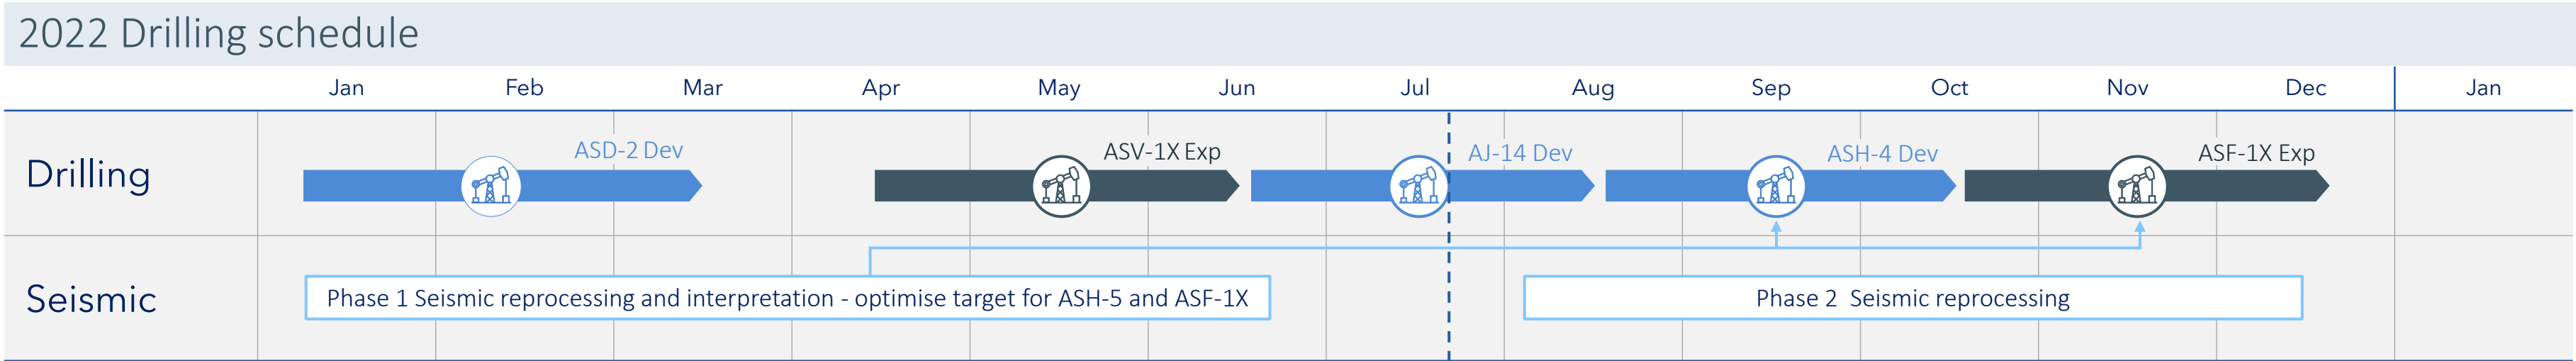 2022 Drilling schedule
Jan Feb Mar Apr May Jun Jul Aug Sep Oct Nov Dec Jan
Drilling
ASD-2 Dev
ASV-1X Exp
AJ-14 Dev
ASH-4 Dev
ASF-1X Exp
Seismic
Phase 1 Seismic reprocessing and interpretation - optimise target for ASH-5 and ASF-1X
Phase 2 Seismic reprocessing